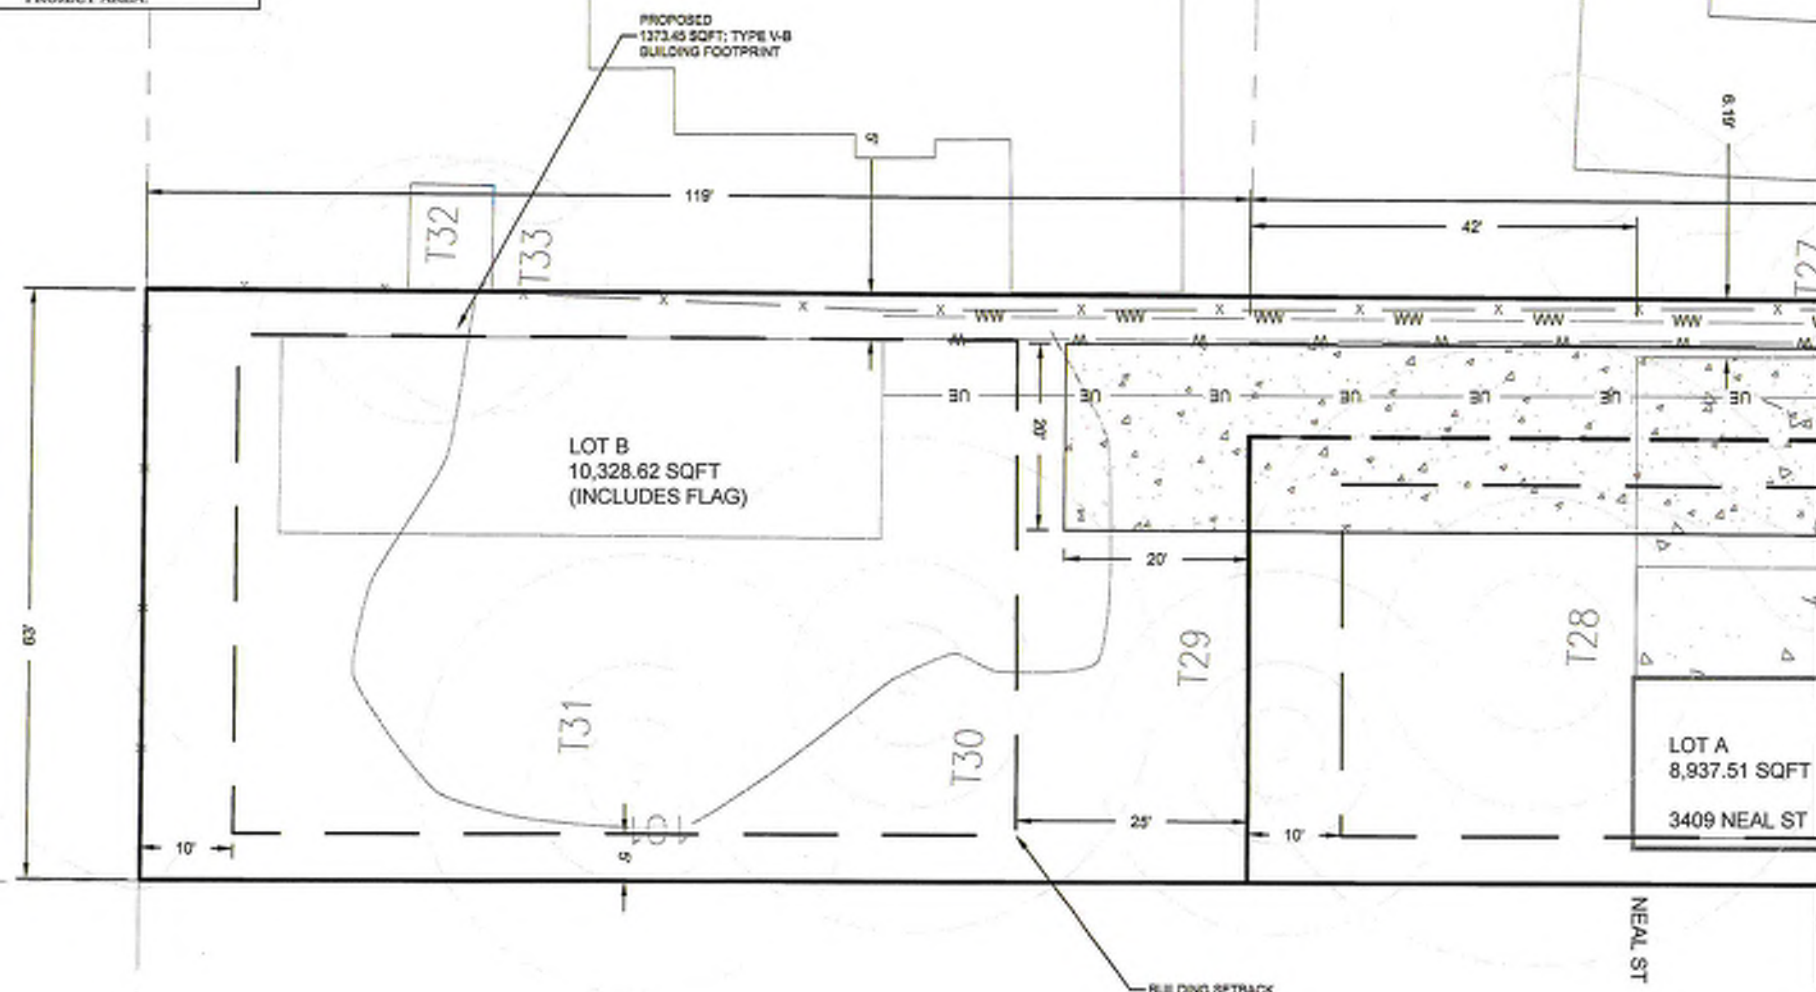 PROPOSED
1373.45 SQFT; TYPE V-B
BUILDING FOOTPRINT
5'
6.19'
119'
42'
T32
T33
T27
WW WW WW WW WW WW
W W W W W W W
UE UE UE UE UE UE UE
20'
LOT B
10,328.62 SQFT
(INCLUDES FLAG)
20'
63'
T29
T28
T31
T30
LOT A
8,937.51 SQFT
3409 NEAL ST
101
10'
5'
25'
10'
NEAL ST
BUILDING SETBACK